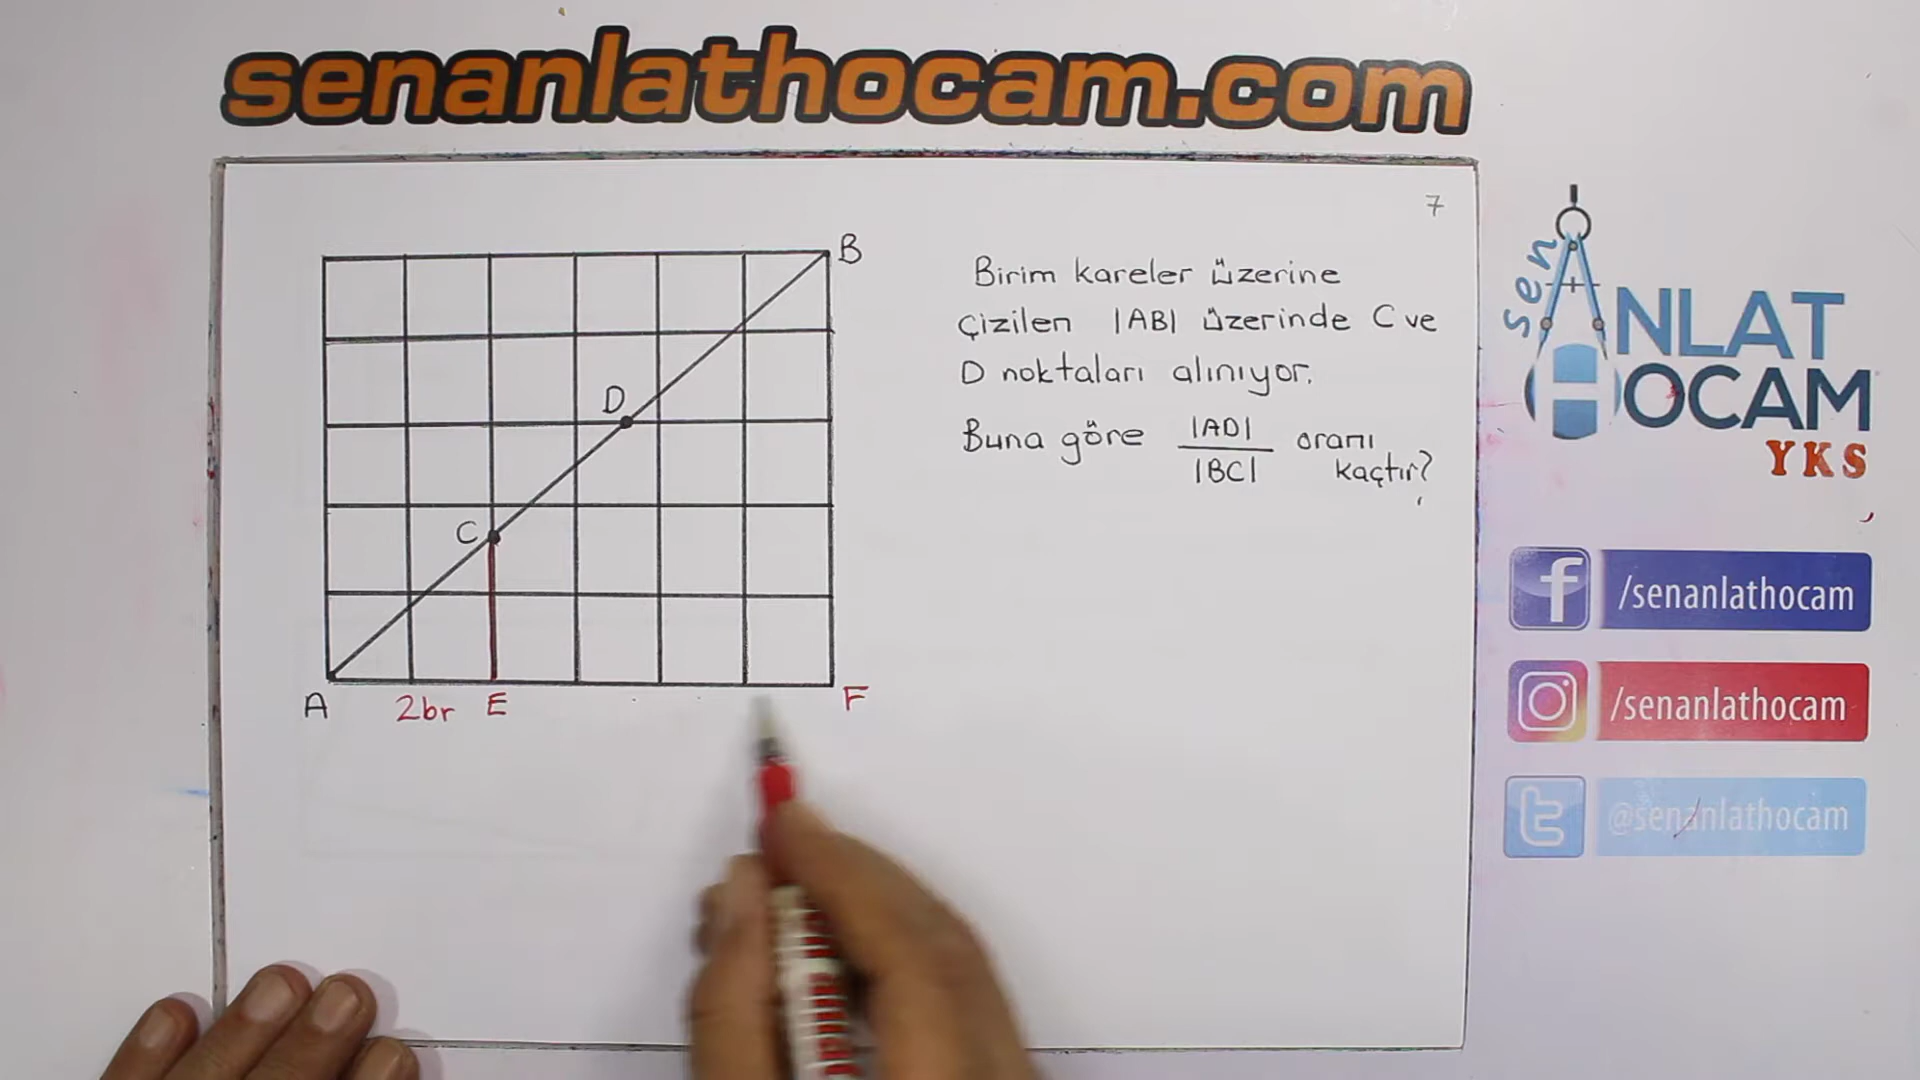 senanlathocam.com
7
B
Birim kareler üzerine
çizilen |AB| üzerinde C ve
D noktaları alınıyor.
Buna göre |AD| / |BC| oranı
kaçtır?
D
C
A 2br E F
sen
ANLAT
HOCAM
YKS
f /senanlathocam
/senanlathocam
t @senanlathocam